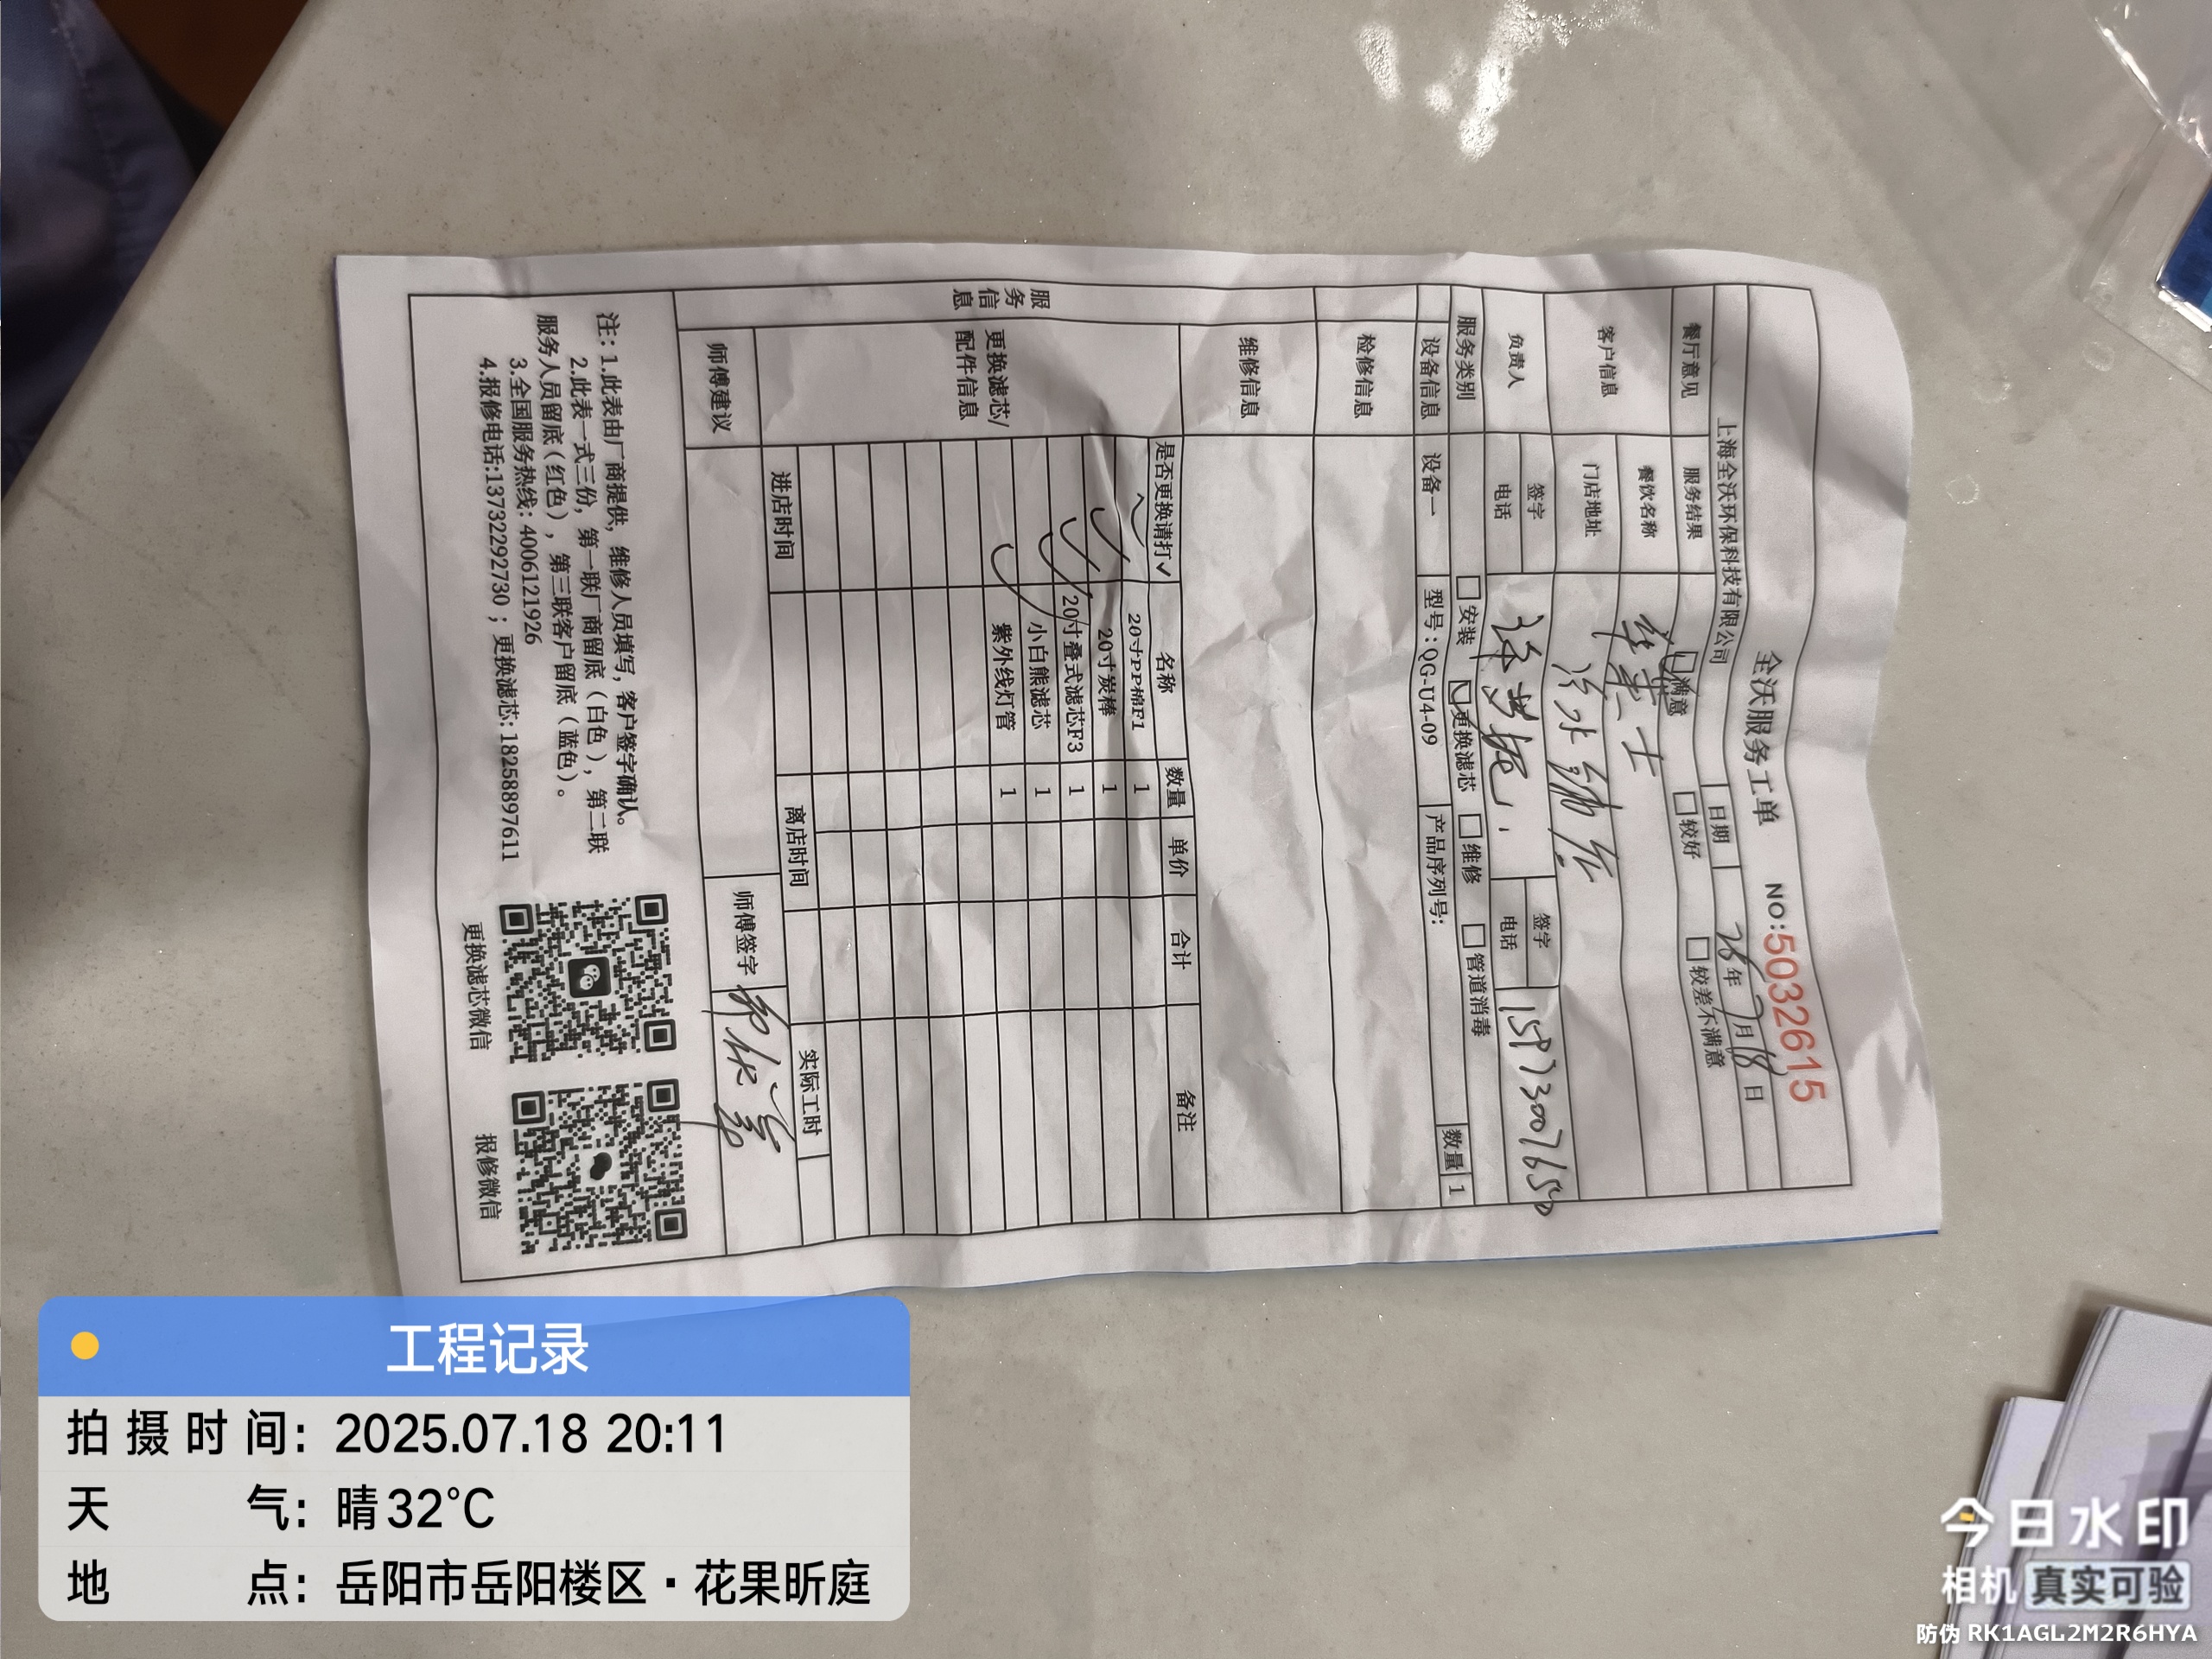 全沃服务工单 NO:5032615
上海全沃环保科技有限公司 日期 年7月18日
餐厅意见 服务结果 满意 较好 较差不满意
客户信息 餐饮名称 华莱士
门店地址
负责人 签字 签字
电话 电话 15973007650
服务类别 安装 更换滤芯 维修 管道消毒
设备信息 设备一 型号:QG-U4-09 产品序列号: 数量 1
服务信息
检修信息
维修信息
更换滤芯/配件信息
是否更换请打✓ 名称 数量 单价 合计 备注
✓ 20寸PP棉F1 1
✓ 20寸炭棒 1
✓ 20寸叠式滤芯F3 1
✓ 小白熊滤芯 1
✓ 紫外线灯管 1
进店时间 离店时间 实际工时
师傅建议 师傅签字
注: 1.此表由厂商提供, 维修人员填写, 客户签字确认。
2.此表一式三份, 第一联厂商留底 (白色), 第二联
服务人员留底 (红色), 第三联客户留底 (蓝色)。
3.全国服务热线: 4006121926
4.报修电话:13732292730 ; 更换滤芯: 18258897611
更换滤芯微信 报修微信
工程记录
拍摄时间: 2025.07.18 20:11
天气: 晴 32℃
地点: 岳阳市岳阳楼区·花果昕庭
今日水印
相机 真实可验
防伪 RK1AGL2M2R6HYA